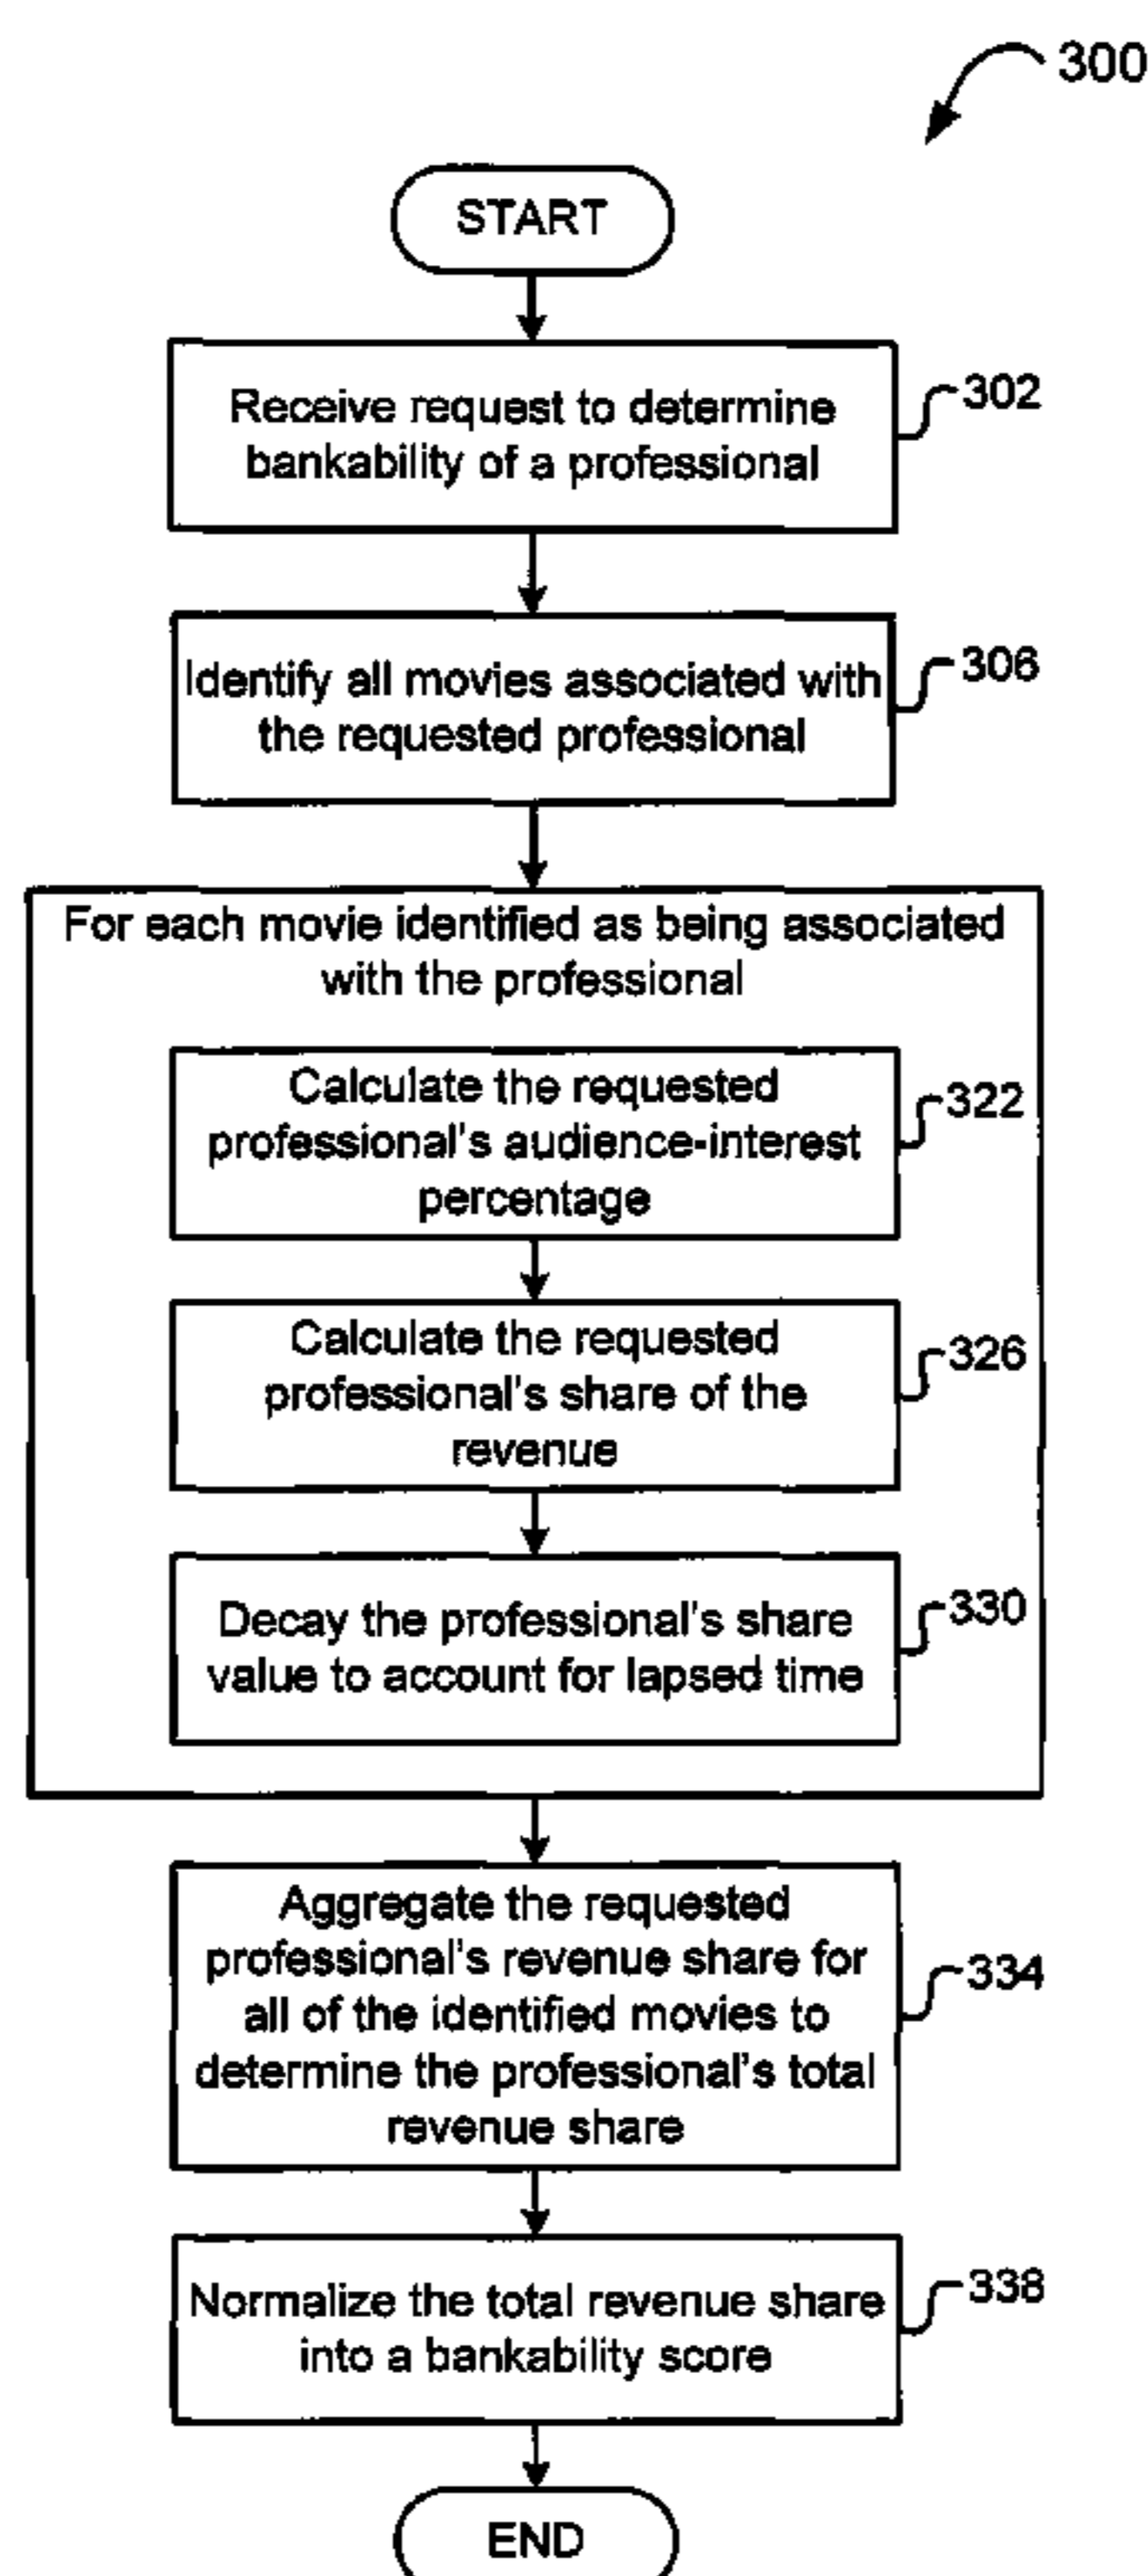 300
START
Receive request to determine
bankability of a professional
302
Identify all movies associated with
the requested professional
306
For each movie identified as being associated
with the professional
Calculate the requested
professional's audience-interest
percentage
322
Calculate the requested
professional's share of the
revenue
326
Decay the professional's share
value to account for lapsed time
330
Aggregate the requested
professional's revenue share for
all of the identified movies to
determine the professional's total
revenue share
334
Normalize the total revenue share
into a bankability score
338
END